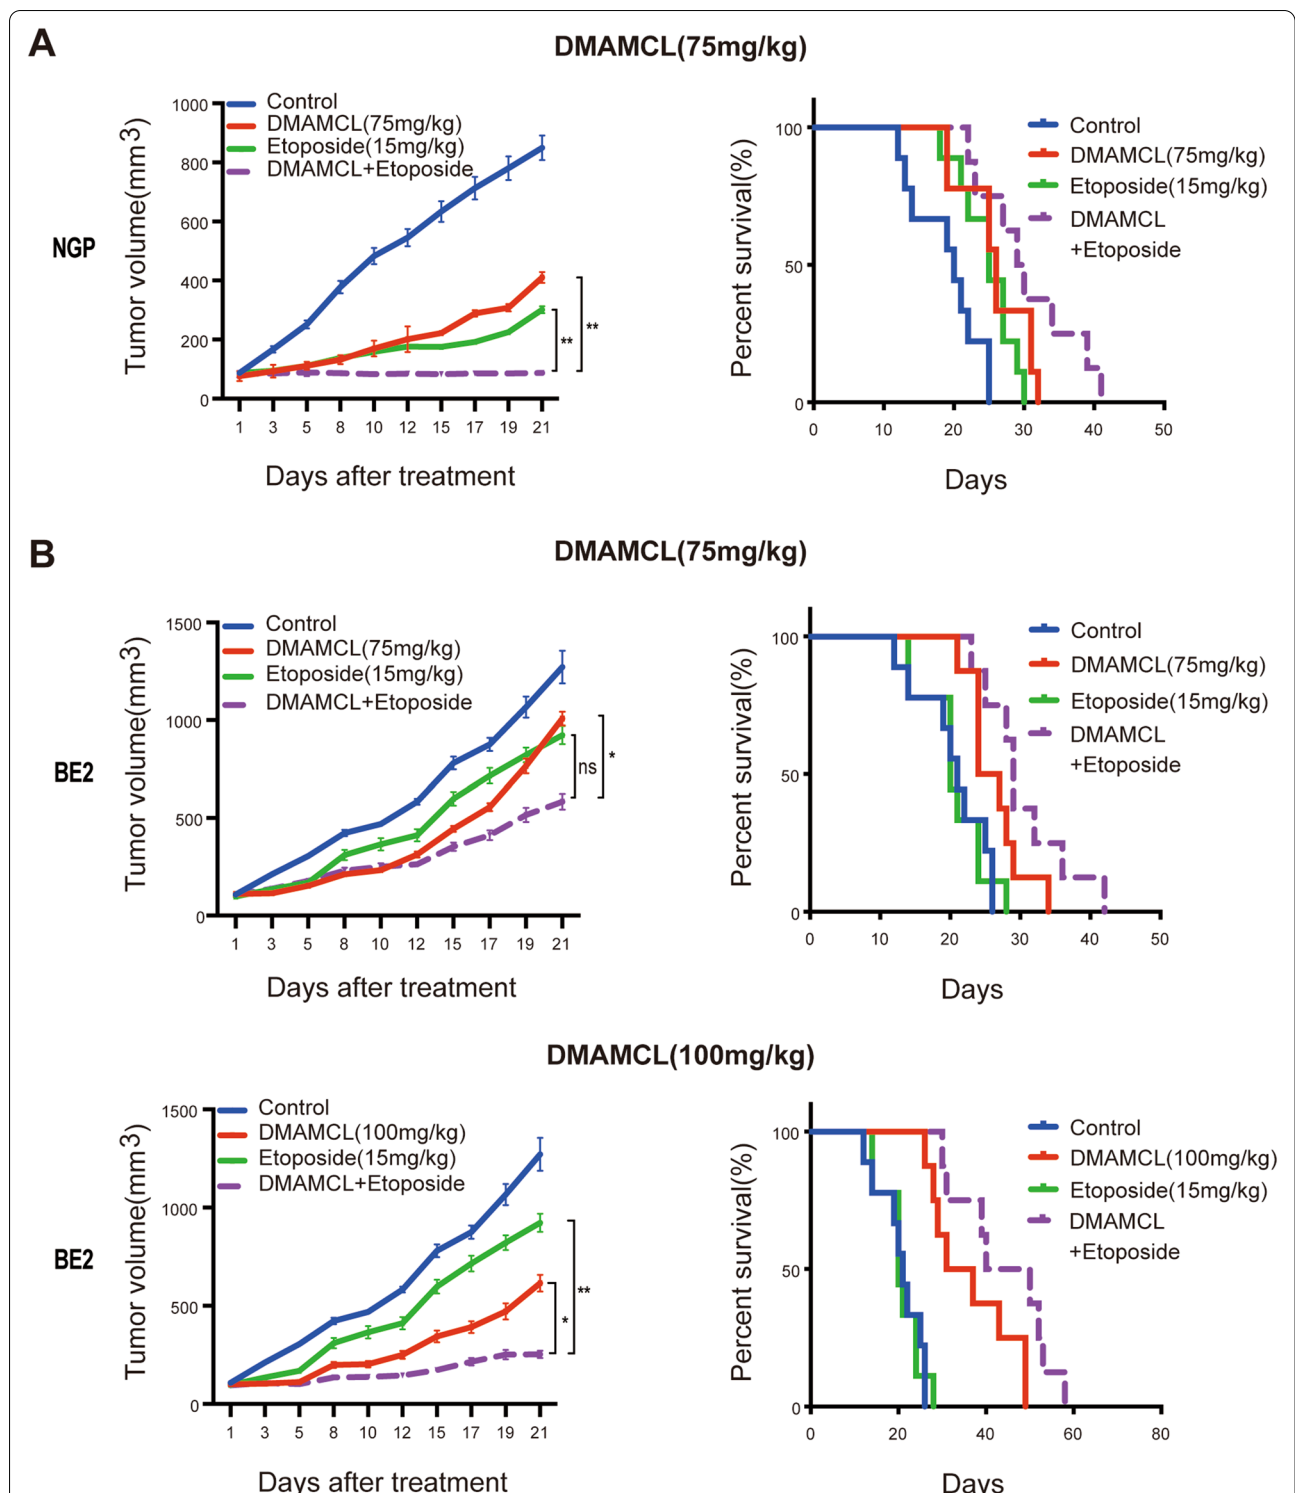 A
DMAMCL(75mg/kg)
NGP
Tumor volume(mm3)
1000
800
600
400
200
0
Control
DMAMCL(75mg/kg)
Etoposide(15mg/kg)
DMAMCL+Etoposide
**
**
1 3 5 8 10 12 15 17 19 21
Days after treatment
Percent survival(%)
100
50
0
Control
DMAMCL(75mg/kg)
Etoposide(15mg/kg)
DMAMCL
+Etoposide
0 10 20 30 40 50
Days
B
DMAMCL(75mg/kg)
BE2
Tumor volume(mm3)
1500
1000
500
0
Control
DMAMCL(75mg/kg)
Etoposide(15mg/kg)
DMAMCL+Etoposide
ns
*
1 3 5 8 10 12 15 17 19 21
Days after treatment
Percent survival(%)
100
50
0
Control
DMAMCL(75mg/kg)
Etoposide(15mg/kg)
DMAMCL
+Etoposide
0 10 20 30 40 50
Days
DMAMCL(100mg/kg)
BE2
Tumor volume(mm3)
1500
1000
500
0
Control
DMAMCL(100mg/kg)
Etoposide(15mg/kg)
DMAMCL+Etoposide
*
**
1 3 5 8 10 12 15 17 19 21
Days after treatment
Percent survival(%)
100
50
0
Control
DMAMCL(100mg/kg)
Etoposide(15mg/kg)
DMAMCL
+Etoposide
0 20 40 60 80
Days